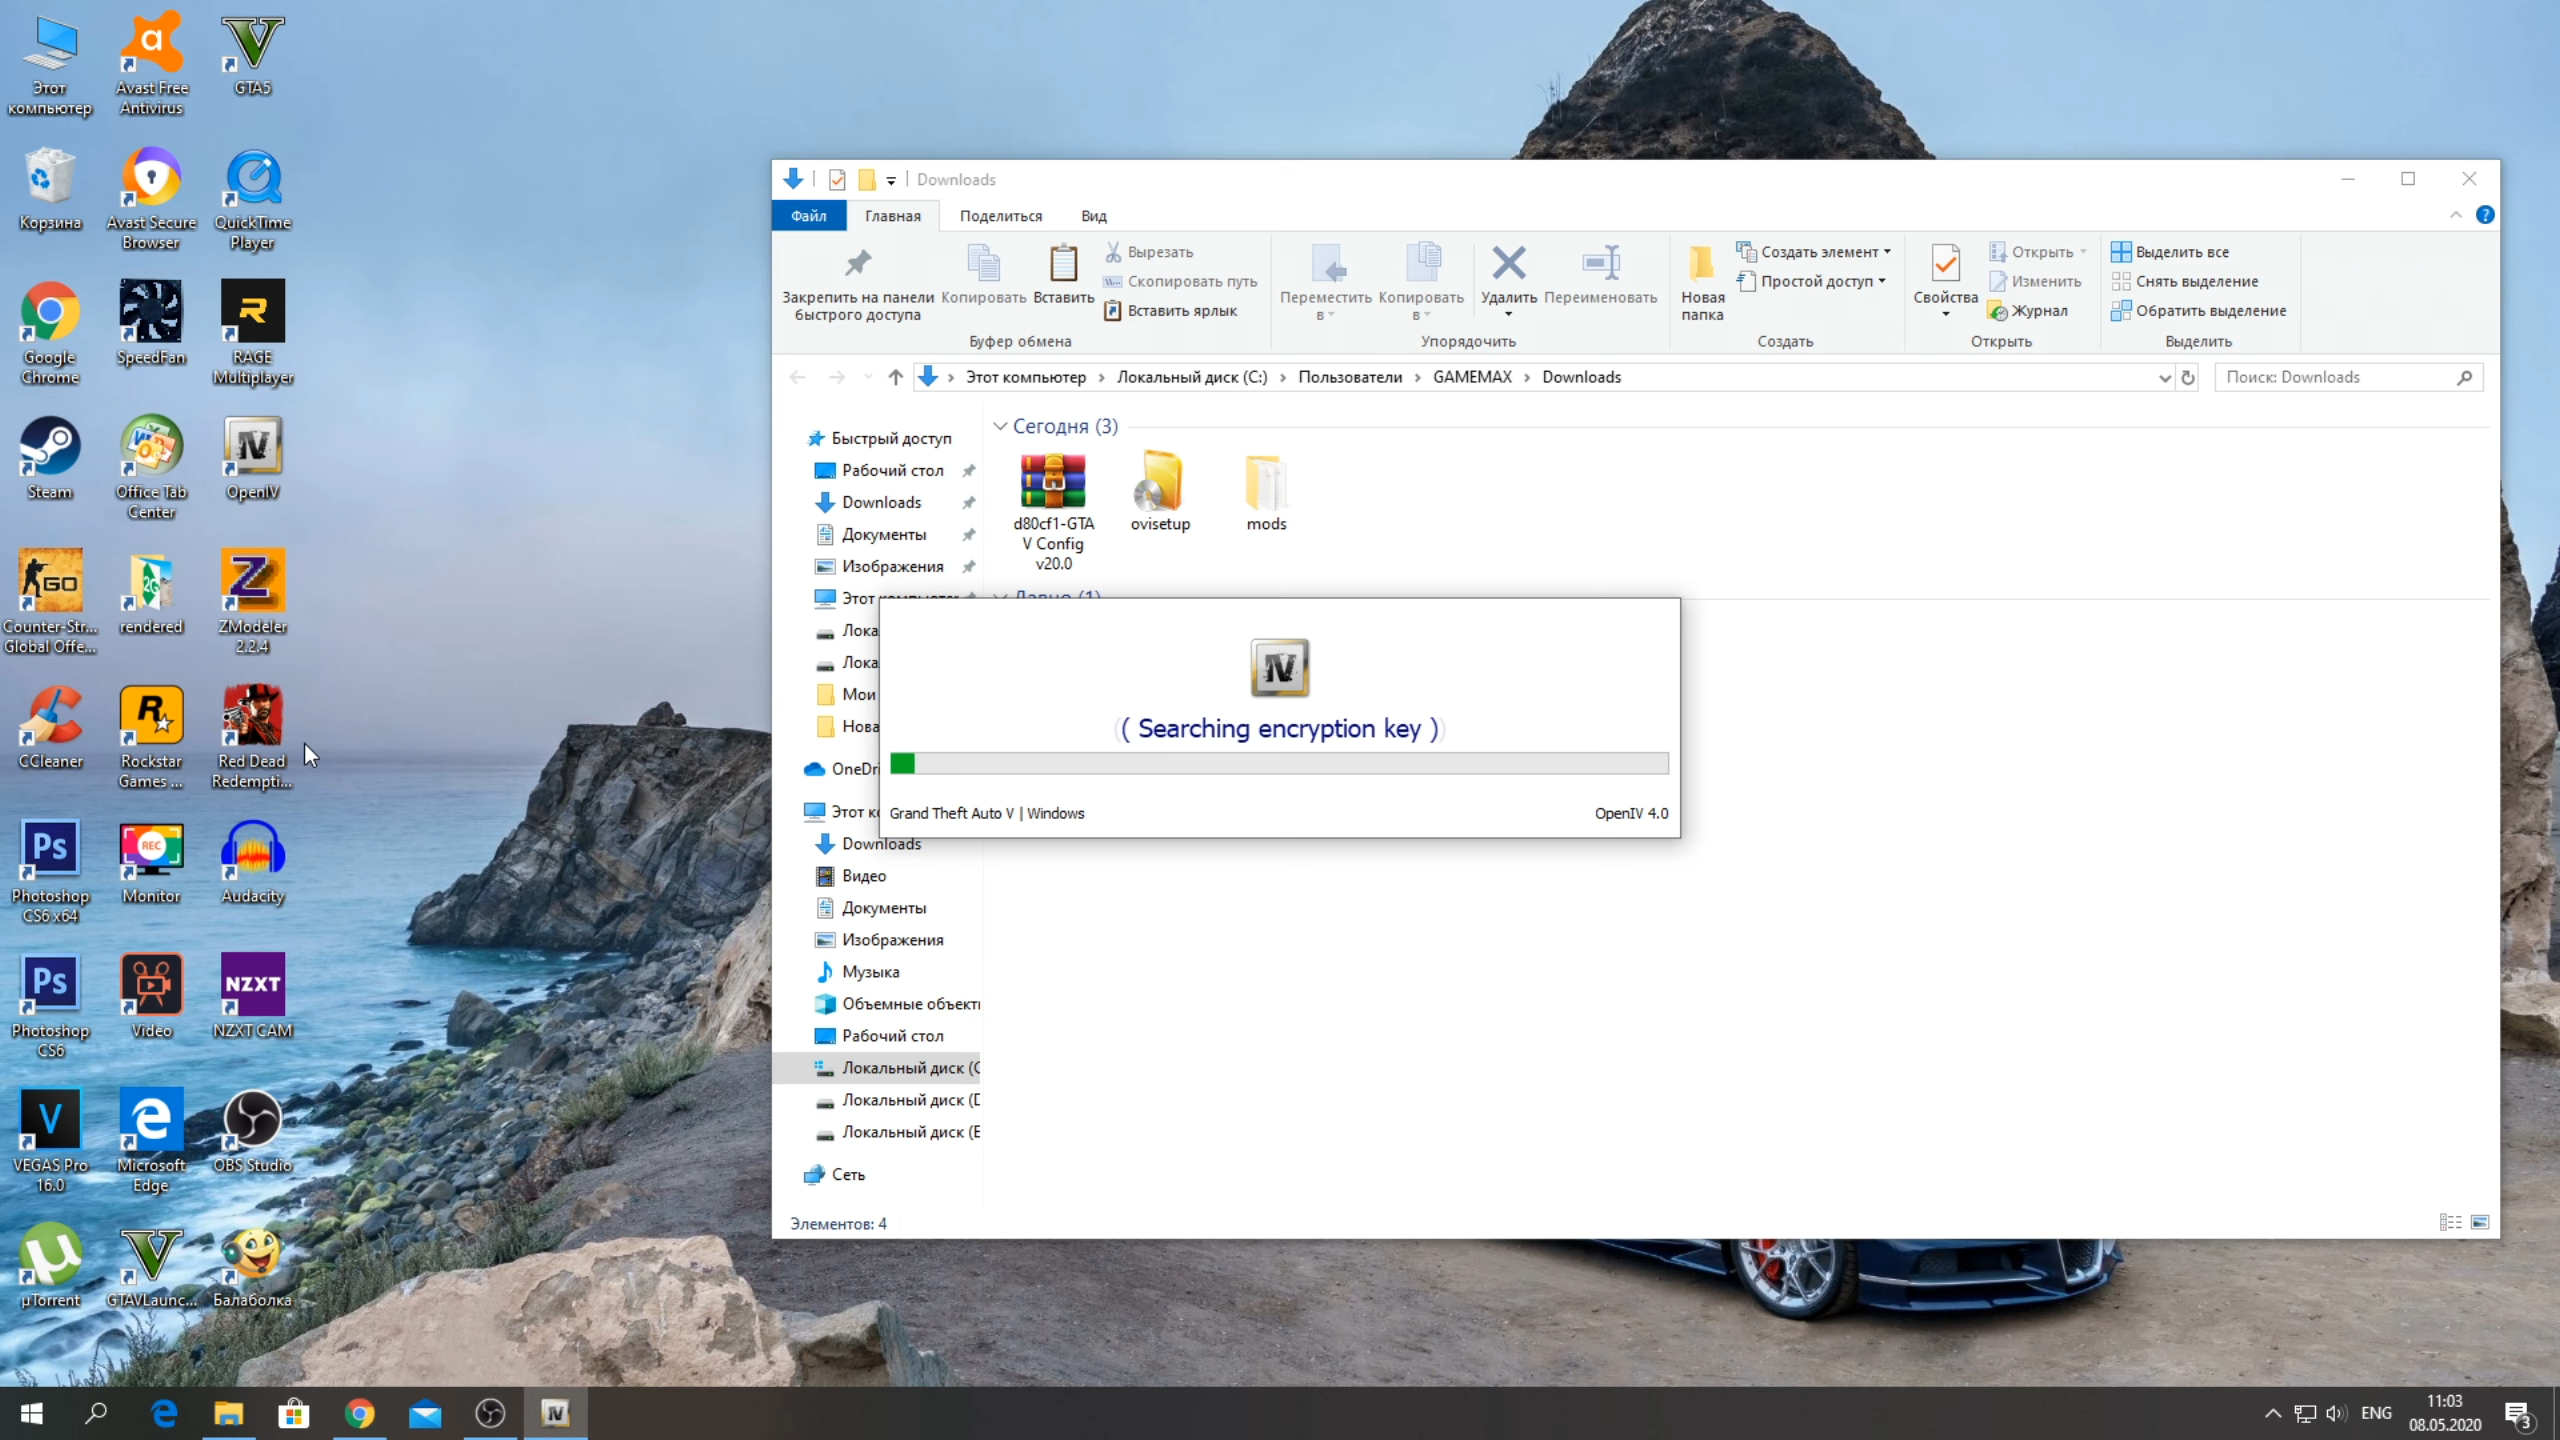 Этот
компьютер
Avast Free
Antivirus
GTA5
Корзина
Avast Secure
Browser
QuickTime
Player
Google
Chrome
SpeedFan
RAGE
Multiplayer
Steam
Office Tab
Center
OpenIV
GO
Counter-Str...
Global Offe...
rendered
ZModeler
2.2.4
CCleaner
Rockstar
Games ...
Red Dead
Redempti...
Ps
Photoshop
CS6 x64
REC
Monitor
Audacity
Ps
Photoshop
CS6
Video
NZXT
NZXT CAM
VEGAS Pro
16.0
Microsoft
Edge
OBS Studio
µTorrent
GTAVLaunc...
Балаболка
Downloads
Файл
Главная
Поделиться
Вид
Закрепить на панели
быстрого доступа
Копировать
Вставить
Вырезать
Скопировать путь
Вставить ярлык
Буфер обмена
Переместить
в
Копировать
в
Удалить
Переименовать
Упорядочить
Новая
папка
Создать элемент
Простой доступ
Создать
Свойства
Открыть
Изменить
Журнал
Открыть
Выделить все
Снять выделение
Обратить выделение
Выделить
Этот компьютер › Локальный диск (C:) › Пользователи › GAMEMAX › Downloads
Поиск: Downloads
Быстрый доступ
Рабочий стол
Downloads
Документы
Изображения
Этот компьютер
Лока
Лока
Мои
Нова
OneDri
Этот к
Downloads
Видео
Документы
Изображения
Музыка
Объемные объект
Рабочий стол
Локальный диск (C
Локальный диск (D
Локальный диск (E
Сеть
Сегодня (3)
d80cf1-GTA
V Config
v20.0
ovisetup
mods
Давно (1)
IV
( Searching encryption key )
Grand Theft Auto V | Windows
OpenIV 4.0
Элементов: 4
ENG
11:03
08.05.2020
3